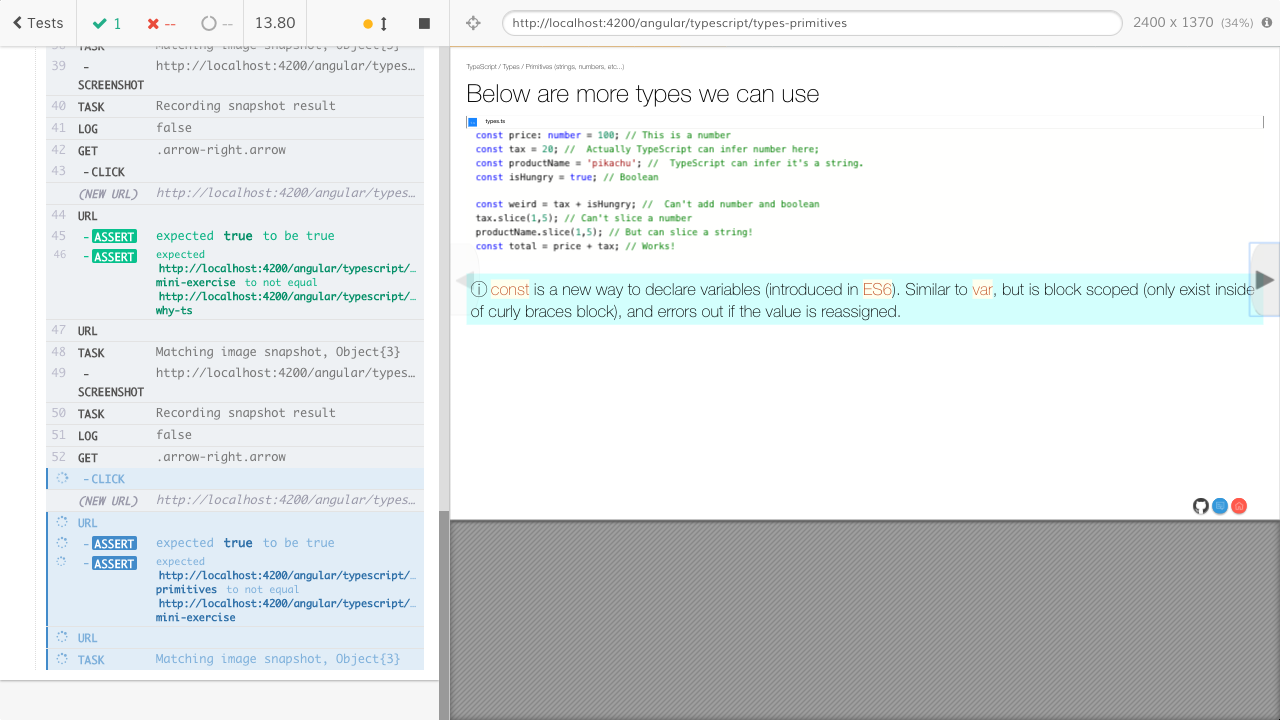 Tests
1
--
--
13.80
http://localhost:4200/angular/typescript/types-primitives
2400 x 1370 (34%)
38 TASK Matching image snapshot, Object{3}
39 - http://localhost:4200/angular/types…
SCREENSHOT
40 TASK Recording snapshot result
41 LOG false
42 GET .arrow-right.arrow
43 -CLICK
(NEW URL) http://localhost:4200/angular/types…
44 URL
45 -ASSERT expected true to be true
46 -ASSERT expected
http://localhost:4200/angular/typescript/…
mini-exercise to not equal
http://localhost:4200/angular/typescript/…
why-ts
47 URL
48 TASK Matching image snapshot, Object{3}
49 - http://localhost:4200/angular/types…
SCREENSHOT
50 TASK Recording snapshot result
51 LOG false
52 GET .arrow-right.arrow
-CLICK
(NEW URL) http://localhost:4200/angular/types…
URL
-ASSERT expected true to be true
-ASSERT expected
http://localhost:4200/angular/typescript/…
primitives to not equal
http://localhost:4200/angular/typescript/…
mini-exercise
URL
TASK Matching image snapshot, Object{3}
TypeScript / Types / Primitives (strings, numbers, etc...)
Below are more types we can use
types.ts
const price: number = 100; // This is a number
const tax = 20; //  Actually TypeScript can infer number here;
const productName = 'pikachu'; //  TypeScript can infer it's a string.
const isHungry = true; // Boolean
const weird = tax + isHungry; //  Can't add number and boolean
tax.slice(1,5); // Can't slice a number
productName.slice(1,5); // But can slice a string!
const total = price + tax; // Works!
ⓘ const is a new way to declare variables (introduced in ES6). Similar to var, but is block scoped (only exist inside
of curly braces block), and errors out if the value is reassigned.